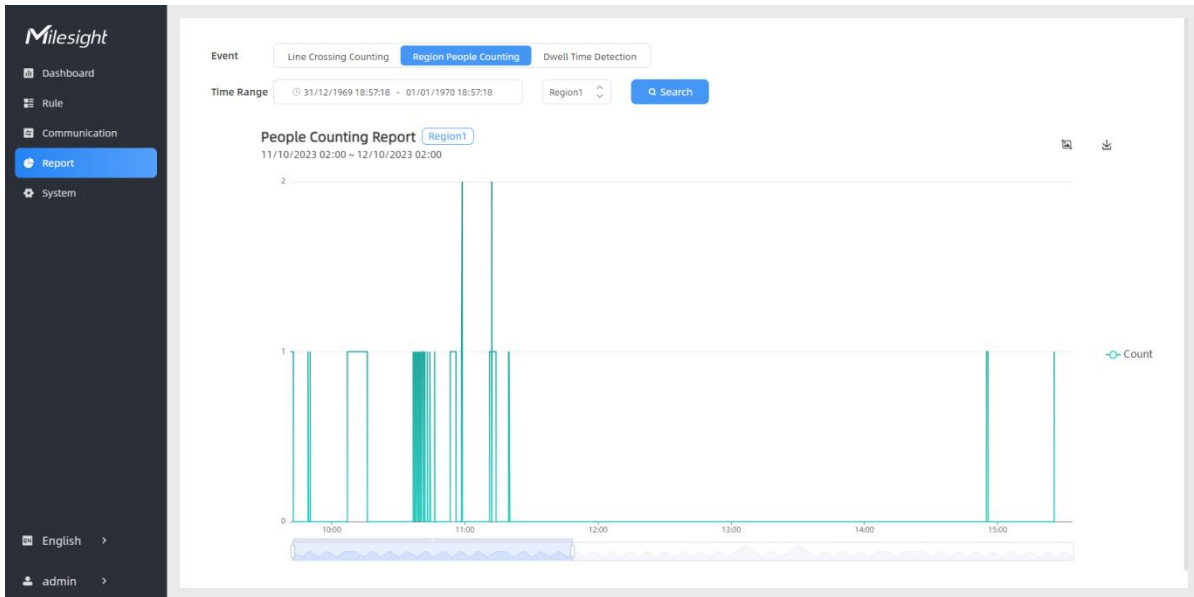 Milesight
Dashboard
Rule
Communication
Report
System
EN English >
admin >
Event Line Crossing Counting Region People Counting Dwell Time Detection
Time Range 31/12/1969 18:57:18 - 01/01/1970 18:57:18 Region1 Search
People Counting Report Region1
11/10/2023 02:00 ~ 12/10/2023 02:00
2
1
0
10:00 11:00 12:00 13:00 14:00 15:00
Count